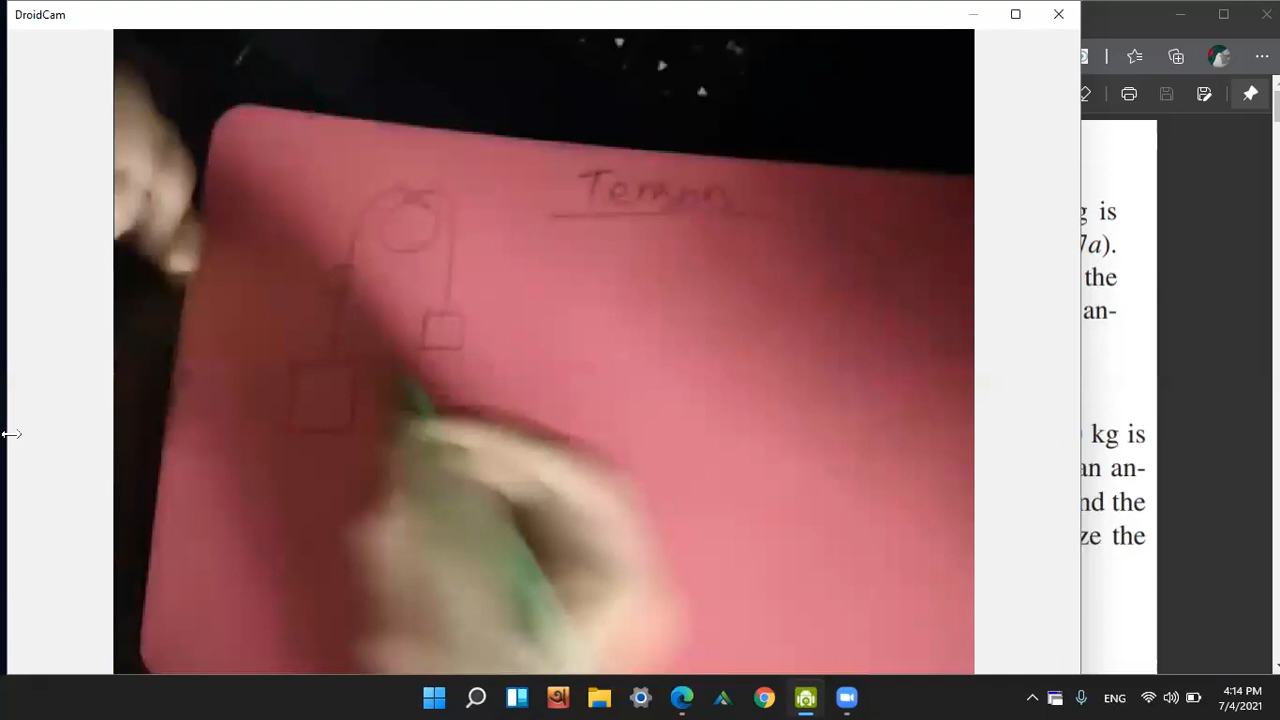 DroidCam
Tension
g is
7a).
the
an-
kg is
an an-
nd the
ze the
ENG
4:14 PM
7/4/2021